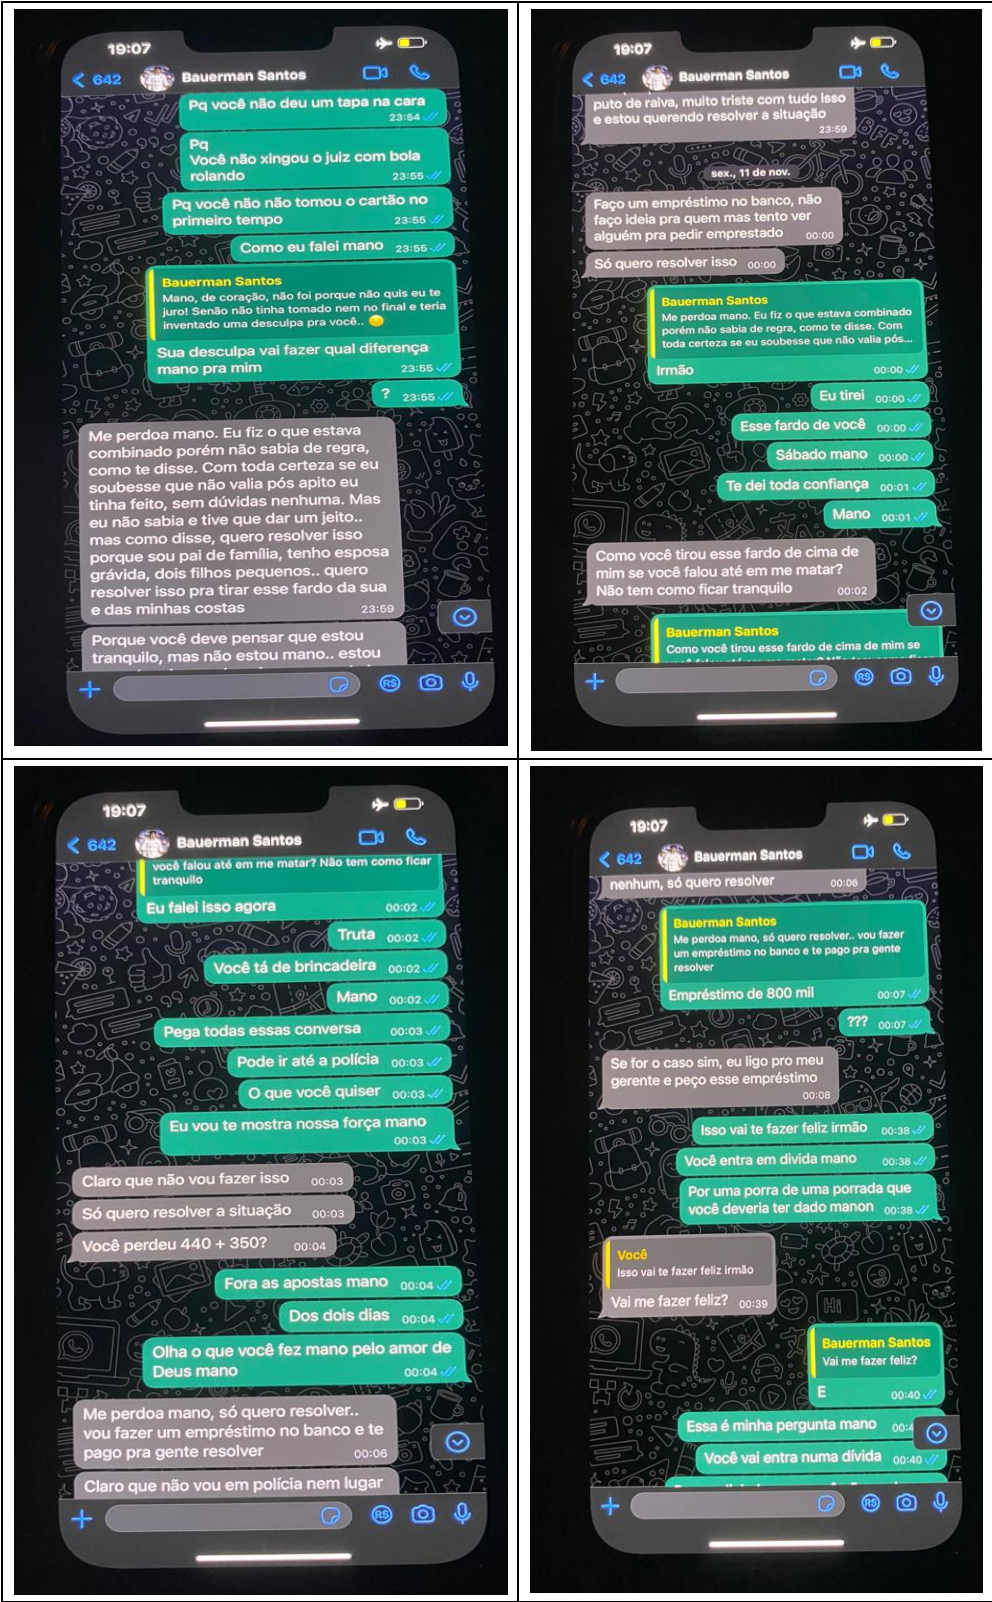 19:07
642
Bauerman Santos
Pq você não deu um tapa na cara
23:54
Pq
Você não xingou o juiz com bola
rolando
23:55
Pq você não não tomou o cartão no
primeiro tempo
23:55
Como eu falei mano
23:55
Bauerman Santos
Mano, de coração, não foi porque não quis eu te
juro! Senão não tinha tomado nem no final e teria
inventado uma desculpa pra você..
Sua desculpa vai fazer qual diferença
mano pra mim
23:55
?
23:55
Me perdoa mano. Eu fiz o que estava
combinado porém não sabia de regra,
como te disse. Com toda certeza se eu
soubesse que não valia pós apito eu
tinha feito, sem dúvidas nenhuma. Mas
eu não sabia e tive que dar um jeito..
mas como disse, quero resolver isso
porque sou pai de família, tenho esposa
grávida, dois filhos pequenos.. quero
resolver isso pra tirar esse fardo da sua
e das minhas costas
23:59
Porque você deve pensar que estou
tranquilo, mas não estou mano.. estou
RS
19:07
642
Bauerman Santos
puto de raiva, muito triste com tudo isso
e estou querendo resolver a situação
23:59
sex., 11 de nov.
Faço um empréstimo no banco, não
faço ideia pra quem mas tento ver
alguém pra pedir emprestado
00:00
Só quero resolver isso
00:00
Bauerman Santos
Me perdoa mano. Eu fiz o que estava combinado
porém não sabia de regra, como te disse. Com
toda certeza se eu soubesse que não valia pós...
Irmão
00:00
Eu tirei
00:00
Esse fardo de você
00:00
Sábado mano
00:00
Te dei toda confiança
00:01
Mano
00:01
Como você tirou esse fardo de cima de
mim se você falou até em me matar?
Não tem como ficar tranquilo
00:02
Bauerman Santos
Como você tirou esse fardo de cima de mim se
RS
19:07
642
Bauerman Santos
você falou até em me matar? Não tem como ficar
tranquilo
Eu falei isso agora
00:02
Truta
00:02
Você tá de brincadeira
00:02
Mano
00:02
Pega todas essas conversa
00:03
Pode ir até a polícia
00:03
O que você quiser
00:03
Eu vou te mostra nossa força mano
00:03
Claro que não vou fazer isso
00:03
Só quero resolver a situação
00:03
Você perdeu 440 + 350?
00:04
Fora as apostas mano
00:04
Dos dois dias
00:04
Olha o que você fez mano pelo amor de
Deus mano
00:04
Me perdoa mano, só quero resolver..
vou fazer um empréstimo no banco e te
pago pra gente resolver
00:06
Claro que não vou em polícia nem lugar
RS
19:07
642
Bauerman Santos
nenhum, só quero resolver
00:06
Bauerman Santos
Me perdoa mano, só quero resolver.. vou fazer
um empréstimo no banco e te pago pra gente
resolver
Empréstimo de 800 mil
00:07
???
00:07
Se for o caso sim, eu ligo pro meu
gerente e peço esse empréstimo
00:08
Isso vai te fazer feliz irmão
00:38
Você entra em divida mano
00:38
Por uma porra de uma porrada que
você deveria ter dado manon
00:38
Você
Isso vai te fazer feliz irmão
Vai me fazer feliz?
00:39
Bauerman Santos
Vai me fazer feliz?
E
00:40
Essa é minha pergunta mano
Você vai entra numa dívida
00:40
RS